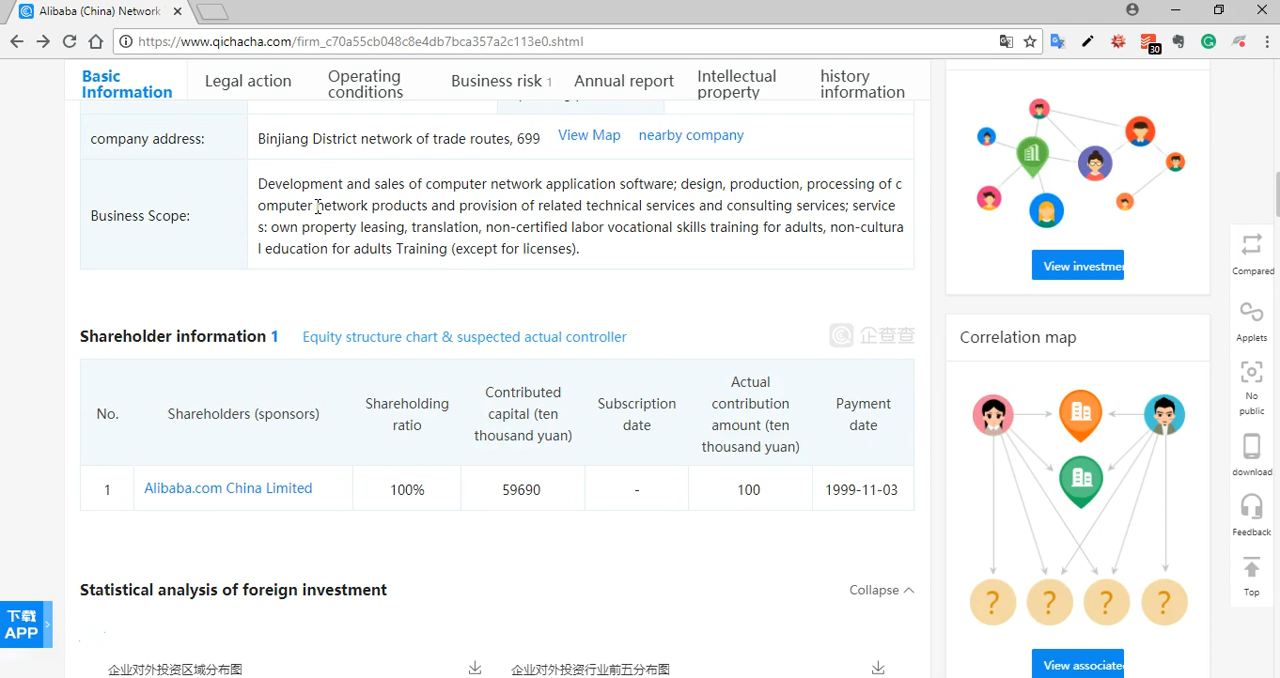 Alibaba (China) Network
https://www.qichacha.com/firm_c70a55cb048c8e4db7bca357a2c113e0.shtml
30
Basic
Information
Legal action
Operating
conditions
Business risk 1
Annual report
Intellectual
property
history
information
company address:
Binjiang District network of trade routes, 699
View Map
nearby company
Business Scope:
Development and sales of computer network application software; design, production, processing of c
omputer network products and provision of related technical services and consulting services; service
s: own property leasing, translation, non-certified labor vocational skills training for adults, non-cultura
l education for adults Training (except for licenses).
View investmen
Compared
Applets
No
public
download
Feedback
Top
Shareholder information 1
Equity structure chart & suspected actual controller
企查查
No.
Shareholders (sponsors)
Shareholding
ratio
Contributed
capital (ten
thousand yuan)
Subscription
date
Actual
contribution
amount (ten
thousand yuan)
Payment
date
1
Alibaba.com China Limited
100%
59690
-
100
1999-11-03
Correlation map
? ? ? ?
View associate
Statistical analysis of foreign investment
Collapse
下载
APP
企业对外投资区域分布图
企业对外投资行业前五分布图